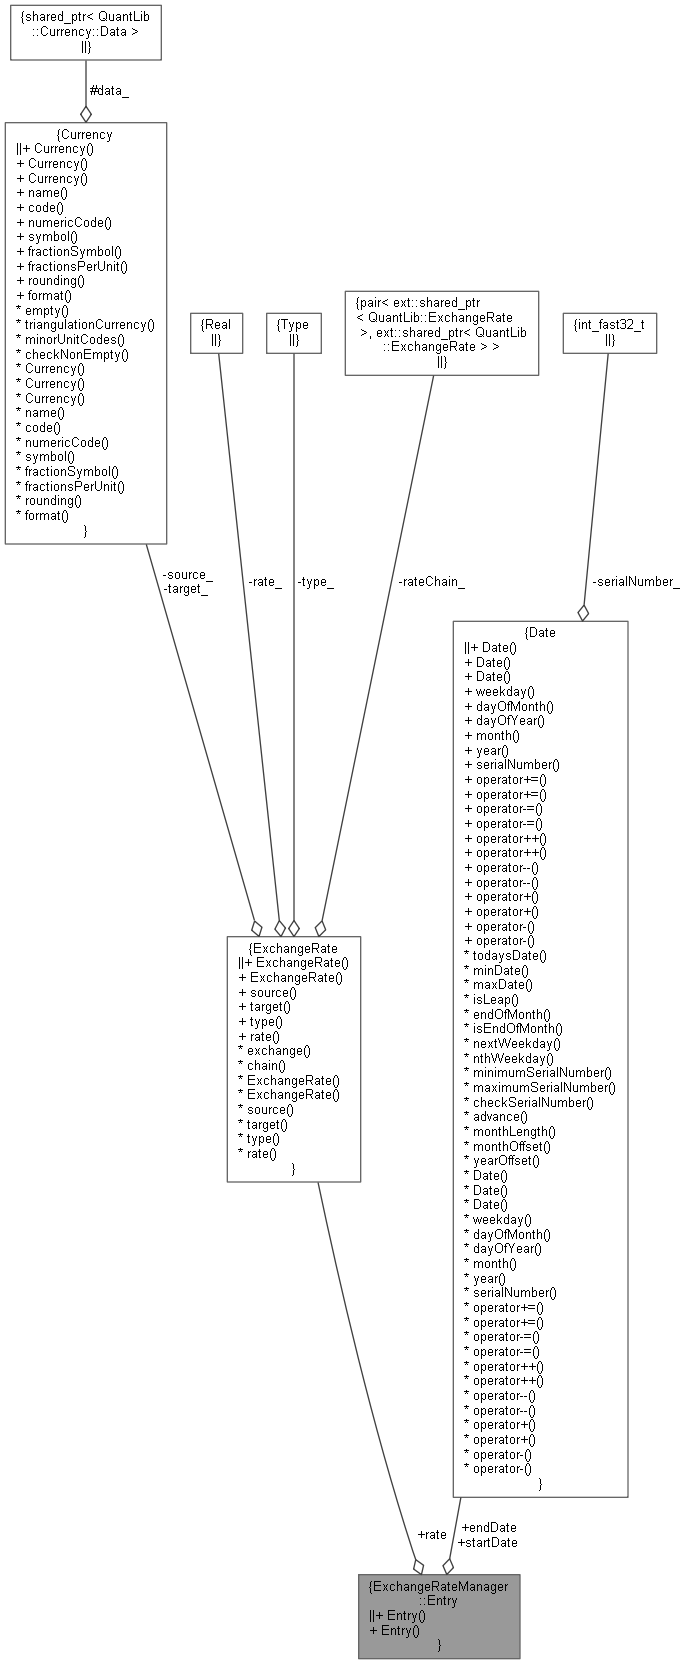 {shared_ptr< QuantLib
::Currency::Data >
||}
#data_
{Currency
||+ Currency()
+ Currency()
+ Currency()
+ name()
+ code()
+ numericCode()
+ symbol()
+ fractionSymbol()
+ fractionsPerUnit()
+ rounding()
+ format()
* empty()
* triangulationCurrency()
* minorUnitCodes()
* checkNonEmpty()
* Currency()
* Currency()
* Currency()
* name()
* code()
* numericCode()
* symbol()
* fractionSymbol()
* fractionsPerUnit()
* rounding()
* format()
}
{Real
||}
{Type
||}
{pair< ext::shared_ptr
< QuantLib::ExchangeRate
>, ext::shared_ptr< QuantLib
::ExchangeRate > >
||}
{int_fast32_t
||}
-source_
-target_
-rate_
-type_
-rateChain_
-serialNumber_
{Date
||+ Date()
+ Date()
+ Date()
+ weekday()
+ dayOfMonth()
+ dayOfYear()
+ month()
+ year()
+ serialNumber()
+ operator+=()
+ operator+=()
+ operator-=()
+ operator-=()
+ operator++()
+ operator++()
+ operator--()
+ operator--()
+ operator+()
+ operator+()
+ operator-()
+ operator-()
* todaysDate()
* minDate()
* maxDate()
* isLeap()
* endOfMonth()
* isEndOfMonth()
* nextWeekday()
* nthWeekday()
* minimumSerialNumber()
* maximumSerialNumber()
* checkSerialNumber()
* advance()
* monthLength()
* monthOffset()
* yearOffset()
* Date()
* Date()
* Date()
* weekday()
* dayOfMonth()
* dayOfYear()
* month()
* year()
* serialNumber()
* operator+=()
* operator+=()
* operator-=()
* operator-=()
* operator++()
* operator++()
* operator--()
* operator--()
* operator+()
* operator+()
* operator-()
* operator-()
}
{ExchangeRate
||+ ExchangeRate()
+ ExchangeRate()
+ source()
+ target()
+ type()
+ rate()
* exchange()
* chain()
* ExchangeRate()
* ExchangeRate()
* source()
* target()
* type()
* rate()
}
+rate
+endDate
+startDate
{ExchangeRateManager
::Entry
||+ Entry()
+ Entry()
}